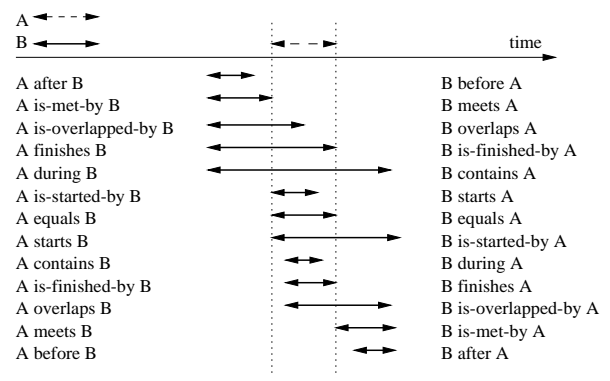 A
B time
A after B B before A
A is-met-by B B meets A
A is-overlapped-by B B overlaps A
A finishes B B is-finished-by A
A during B B contains A
A is-started-by B B starts A
A equals B B equals A
A starts B B is-started-by A
A contains B B during A
A is-finished-by B B finishes A
A overlaps B B is-overlapped-by A
A meets B B is-met-by A
A before B B after A